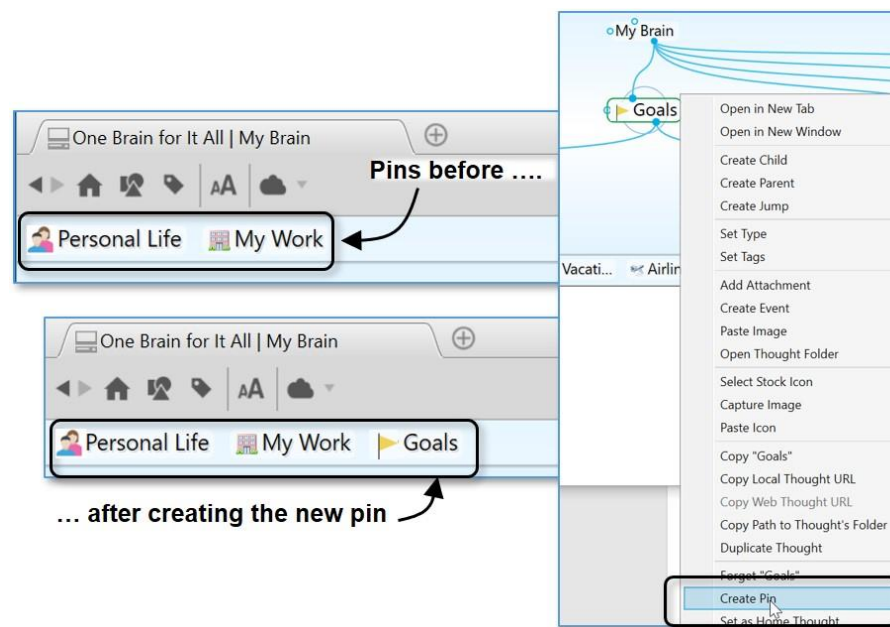 One Brain for It All | My Brain
AA
Pins before ....
Personal Life My Work
One Brain for It All | My Brain
AA
Personal Life My Work Goals
... after creating the new pin
My Brain
Goals
Vacati... Airlin
Open in New Tab
Open in New Window
Create Child
Create Parent
Create Jump
Set Type
Set Tags
Add Attachment
Create Event
Paste Image
Open Thought Folder
Select Stock Icon
Capture Image
Paste Icon
Copy "Goals"
Copy Local Thought URL
Copy Web Thought URL
Copy Path to Thought's Folder
Duplicate Thought
Forget "Goals"
Create Pin
Set as Home Thought